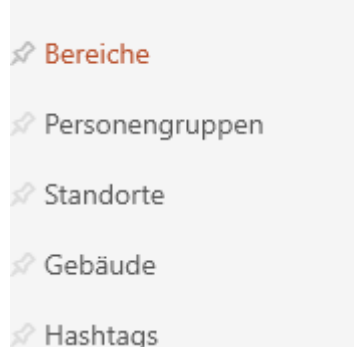 Bereiche
Personengruppen
Standorte
Gebäude
Hashtags